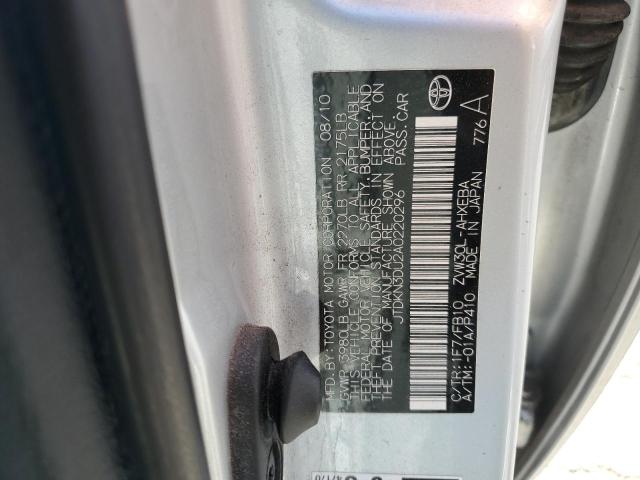 MFD. BY: TOYOTA MOTOR CORPORATION 08/10
GVWR 3980LB GAWR FR 2270LB RR 2175LB
THIS VEHICLE CONFORMS TO ALL APPLICABLE
FEDERAL MOTOR VEHICLE SAFETY, BUMPER, AND
THEFT PREVENTION STANDARDS IN EFFECT ON
THE DATE OF MANUFACTURE SHOWN ABOVE.
JTDKN3DU2A0220296 PASS. CAR
C/TR: 1F7/FB10 ZVW30L-AHXEBA
A/TM: -01A/P410 MADE IN JAPAN 776 A